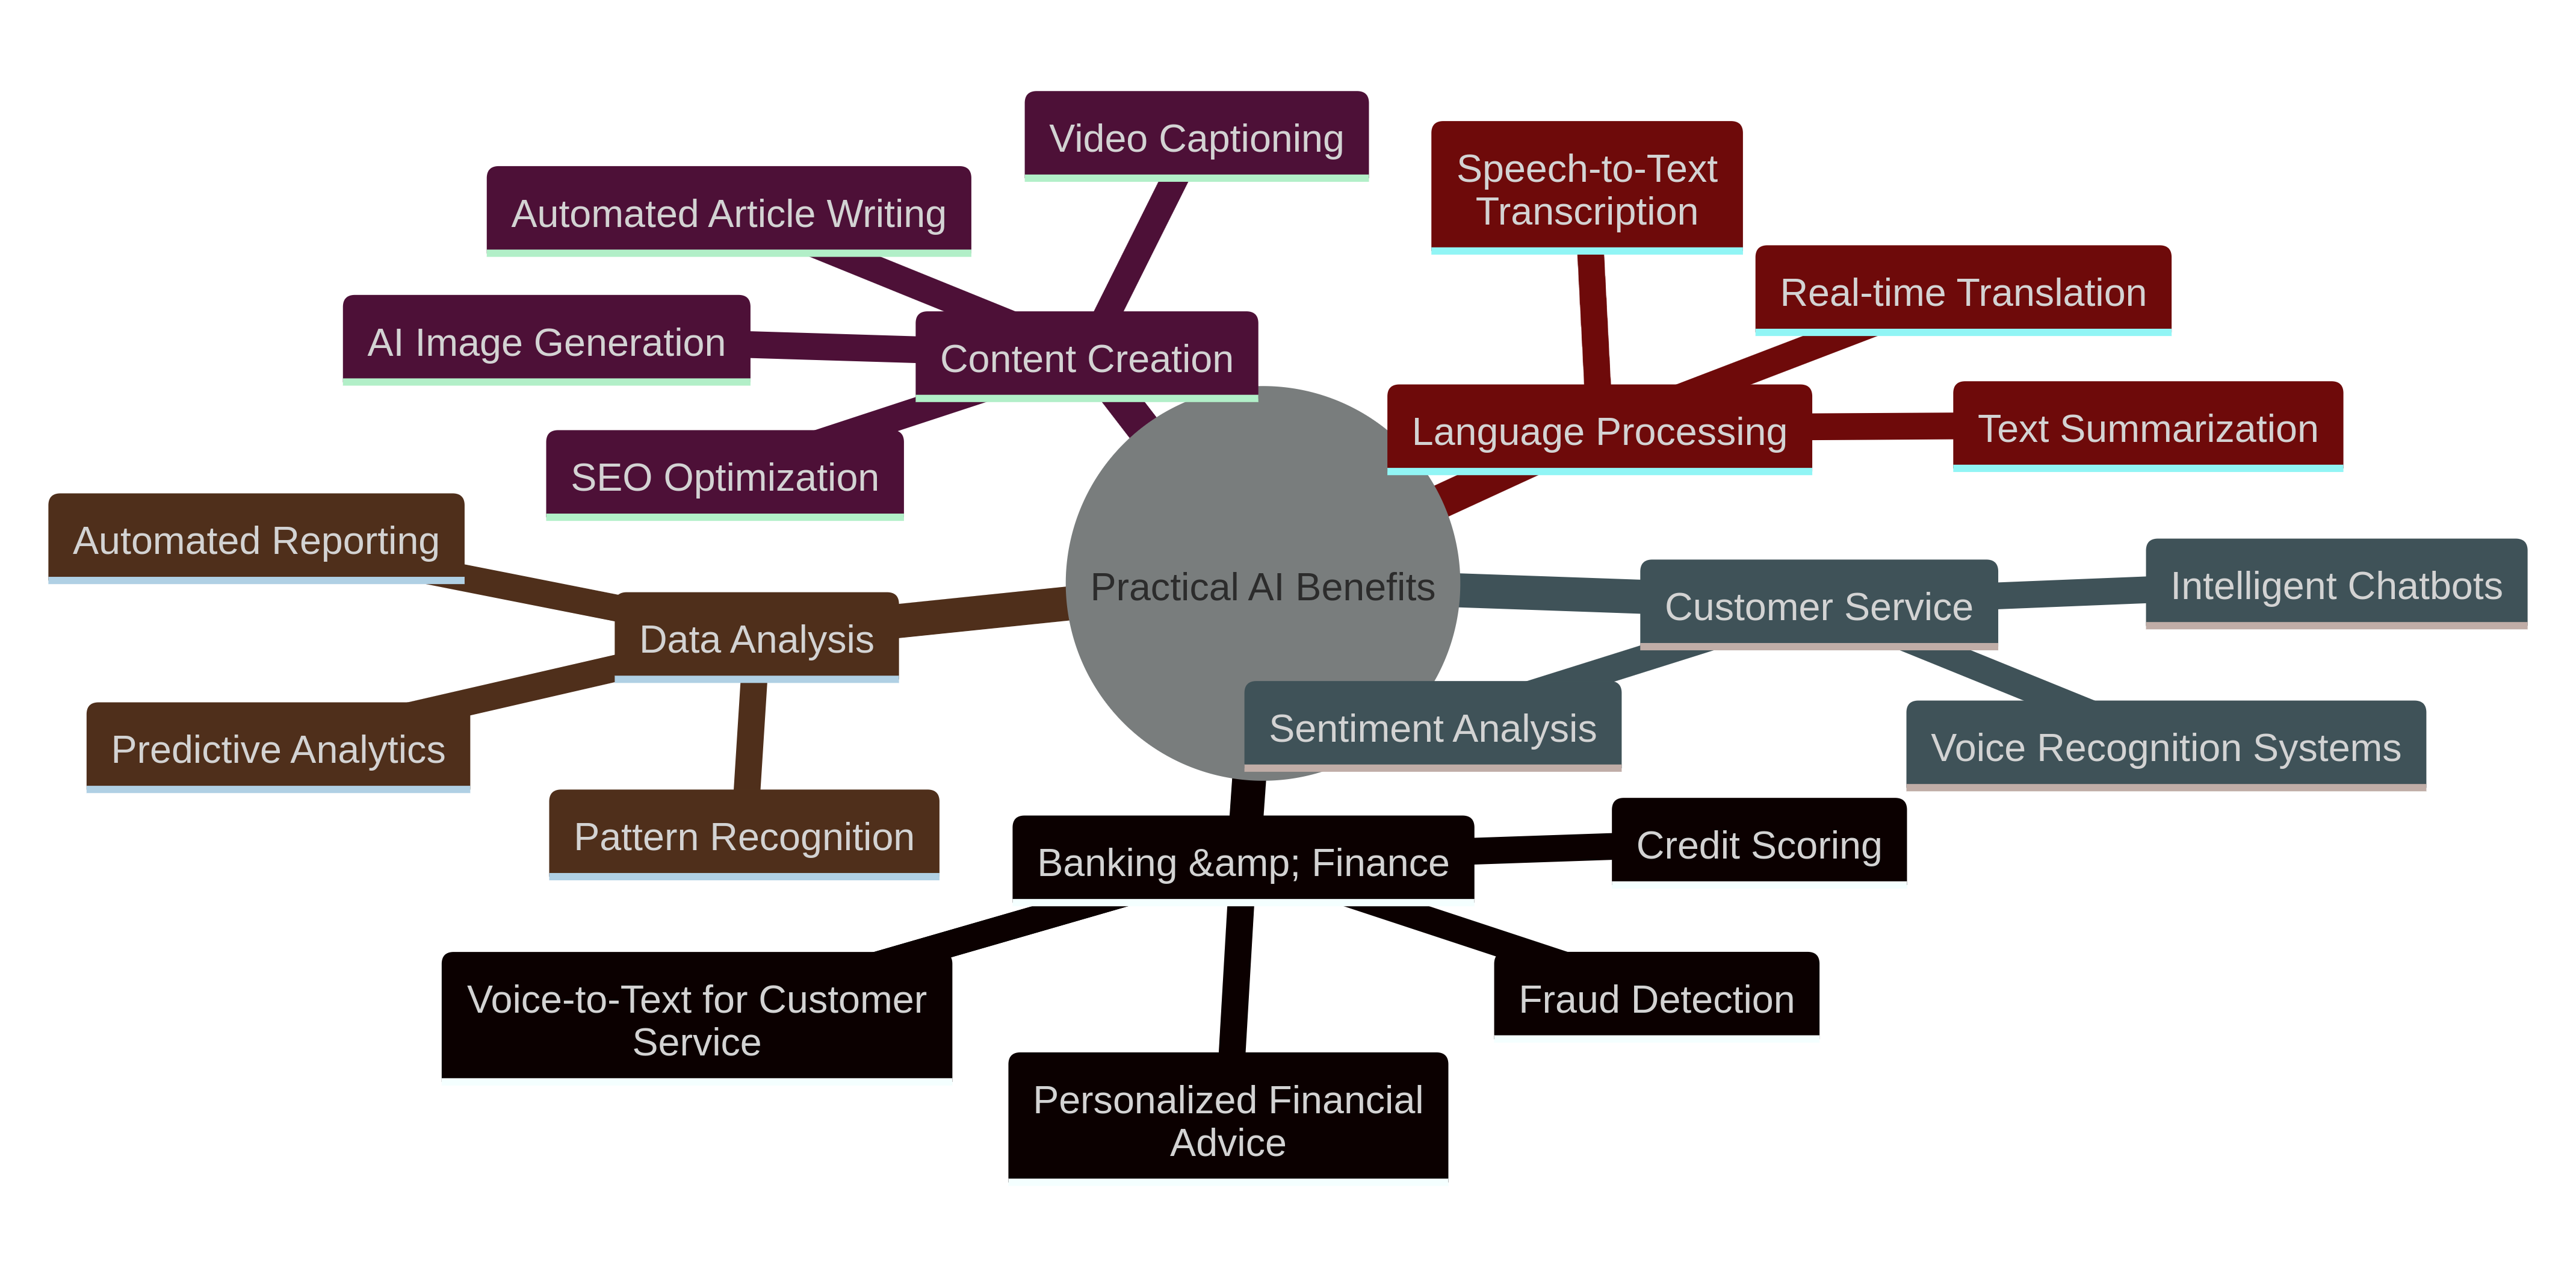 Video Captioning
Speech-to-Text
Transcription
Automated Article Writing
Real-time Translation
AI Image Generation
Content Creation
Language Processing
Text Summarization
SEO Optimization
Automated Reporting
Practical AI Benefits
Customer Service
Intelligent Chatbots
Data Analysis
Sentiment Analysis
Voice Recognition Systems
Predictive Analytics
Pattern Recognition
Banking &amp; Finance
Credit Scoring
Voice-to-Text for Customer
Service
Fraud Detection
Personalized Financial
Advice